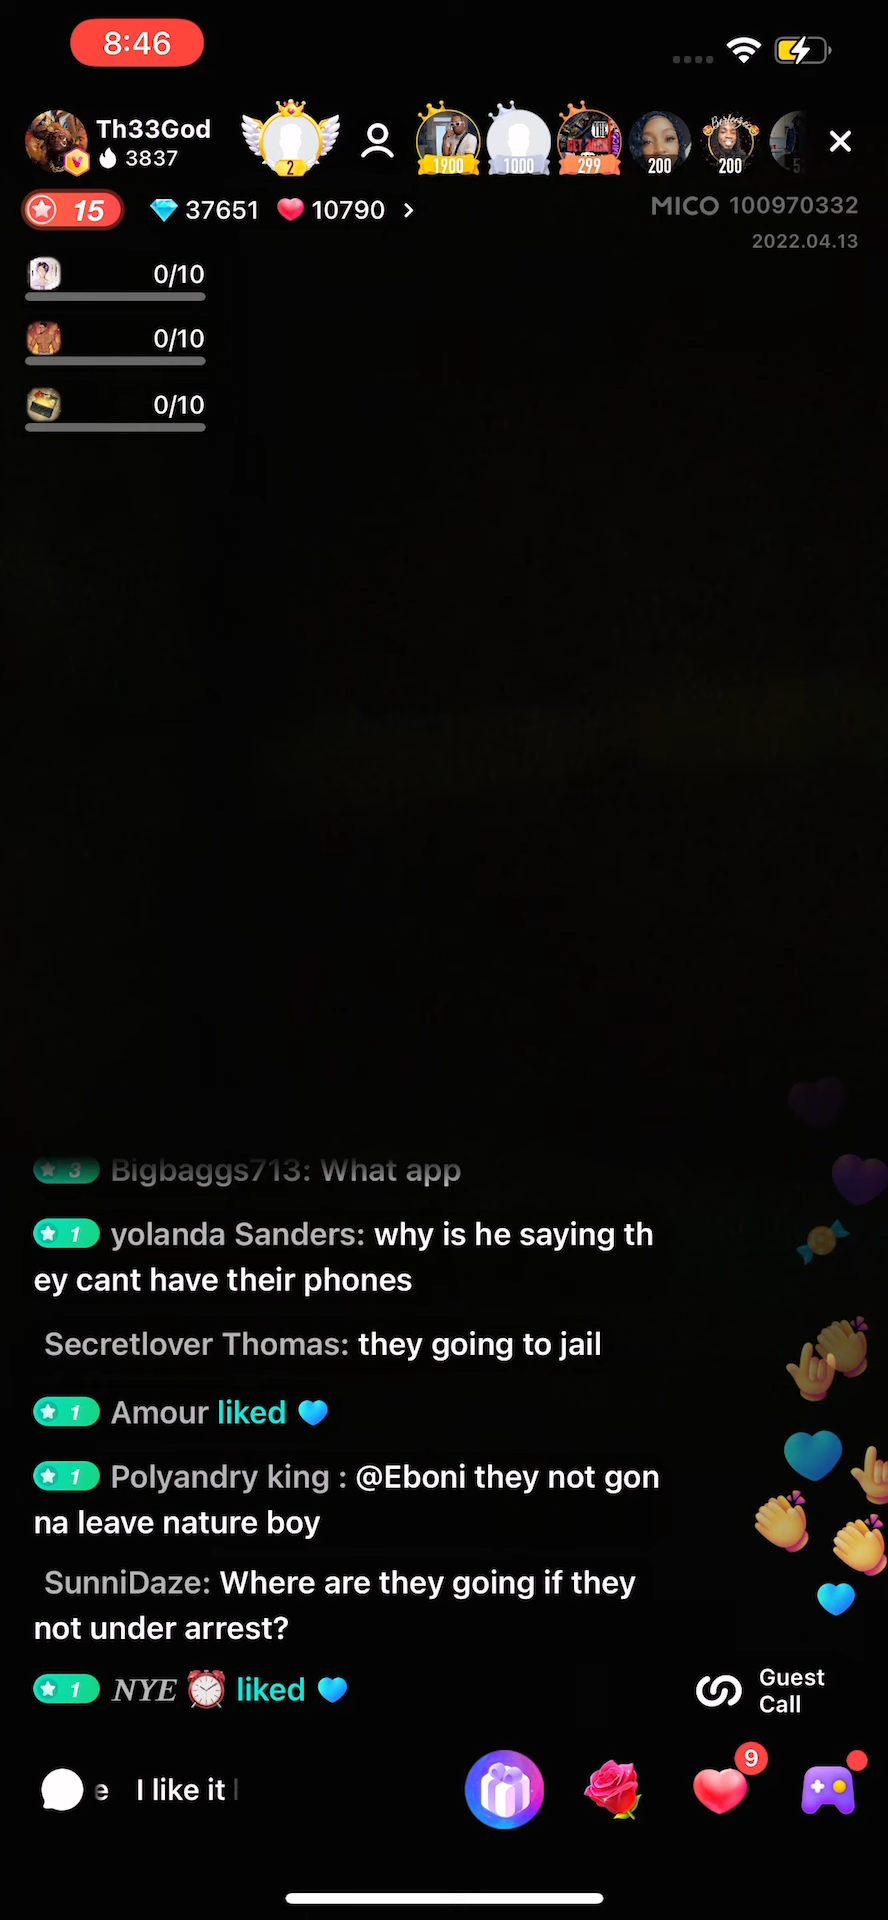 8:46
Th33God
3837
2
1900
1000
299
200
200
15
37651
10790
MICO 100970332
2022.04.13
0/10
0/10
0/10
3 Bigbaggs713: What app
1 yolanda Sanders: why is he saying th
ey cant have their phones
Secretlover Thomas: they going to jail
1 Amour liked
1 Polyandry king : @Eboni they not gon
na leave nature boy
SunniDaze: Where are they going if they
not under arrest?
1 NYE liked
Guest
Call
e I like it
9